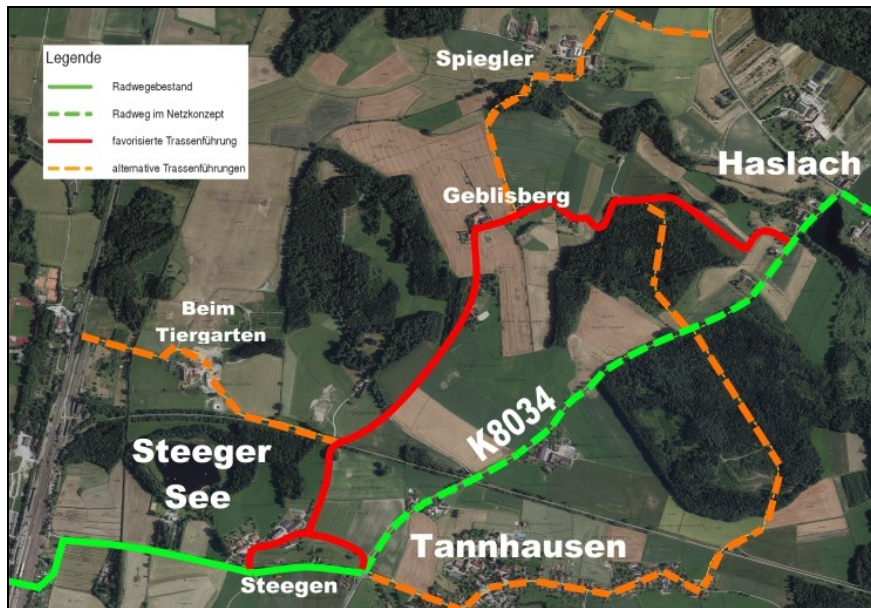 Legende
Radwegebestand
Radweg im Netzkonzept
favorisierte Trassenführung
alternative Trassenführungen
Spiegler
Haslach
Geblisberg
Beim
Tiergarten
K8034
Steeger
See
Tannhausen
Steegen